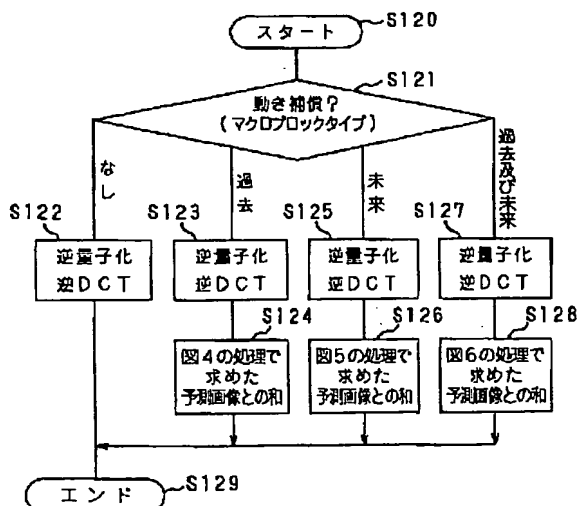 スタート
S120
S121
動き補償?
(マクロブロックタイプ)
なし
過去
未来
過去及び未来
S122
S123
S125
S127
逆量子化
逆DCT
逆量子化
逆DCT
逆量子化
逆DCT
逆量子化
逆DCT
S124
S126
S128
図4の処理で
求めた
予測画像との和
図5の処理で
求めた
予測画像との和
図6の処理で
求めた
予測画像との和
エンド
S129